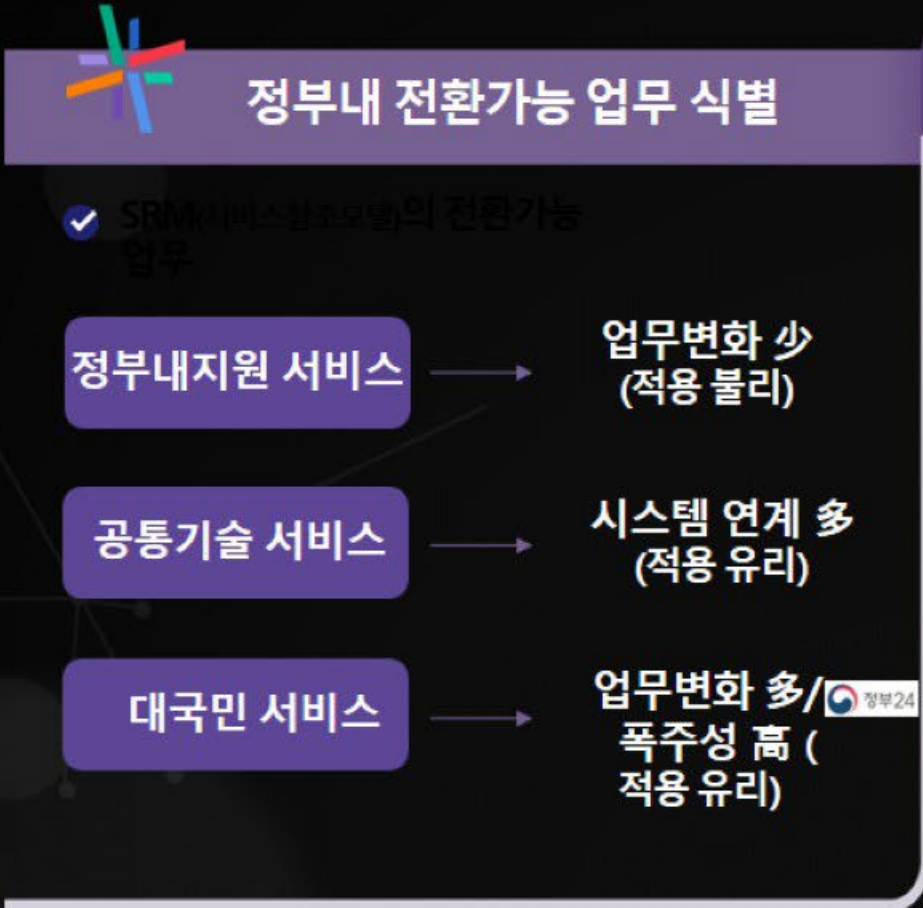 정부내 전환가능 업무 식별
SRM(서비스참조모델)의 전환가능
업무
정부내지원 서비스
업무변화 少
(적용 불리)
공통기술 서비스
시스템 연계 多
(적용 유리)
대국민 서비스
업무변화 多/
정부24
폭주성 高 (
적용 유리)